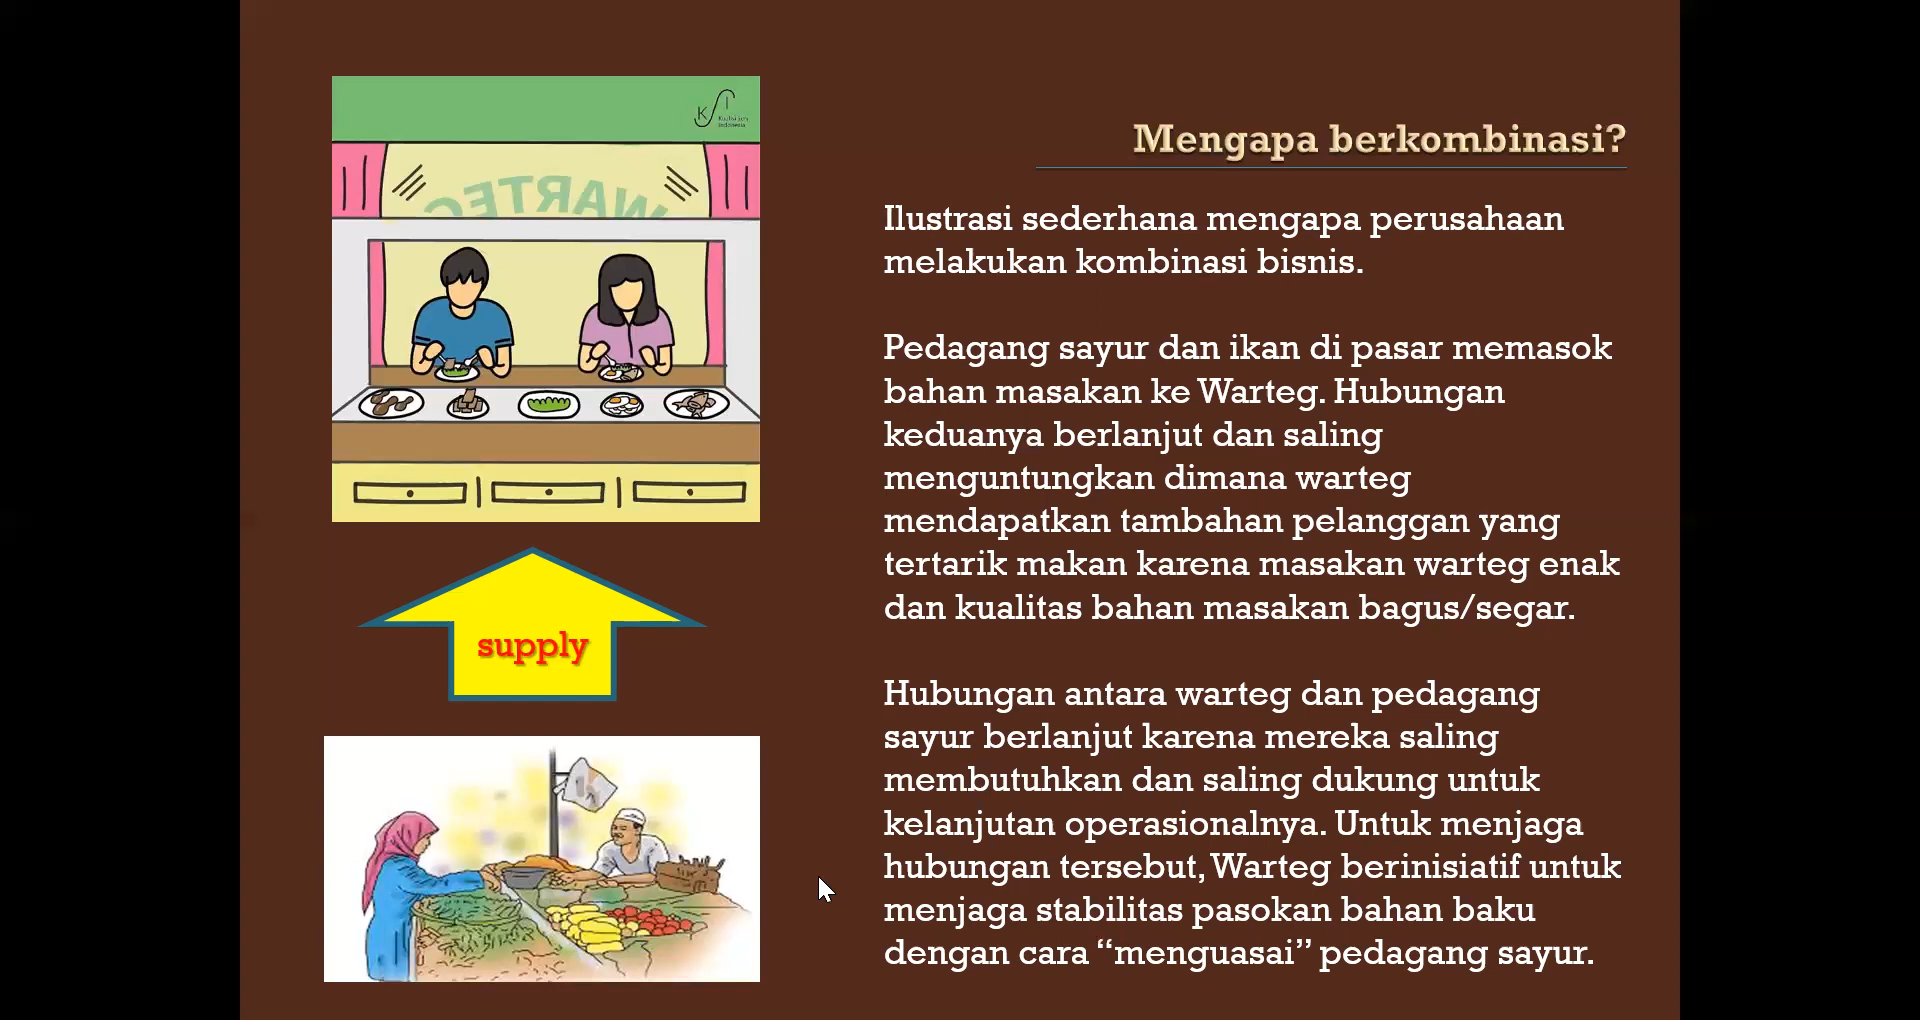 K I
WARTEG
supply
Mengapa berkombinasi?
Ilustrasi sederhana mengapa perusahaan
melakukan kombinasi bisnis.
Pedagang sayur dan ikan di pasar memasok
bahan masakan ke Warteg. Hubungan
keduanya berlanjut dan saling
menguntungkan dimana warteg
mendapatkan tambahan pelanggan yang
tertarik makan karena masakan warteg enak
dan kualitas bahan masakan bagus/segar.
Hubungan antara warteg dan pedagang
sayur berlanjut karena mereka saling
membutuhkan dan saling dukung untuk
kelanjutan operasionalnya. Untuk menjaga
hubungan tersebut, Warteg berinisiatif untuk
menjaga stabilitas pasokan bahan baku
dengan cara “menguasai” pedagang sayur.